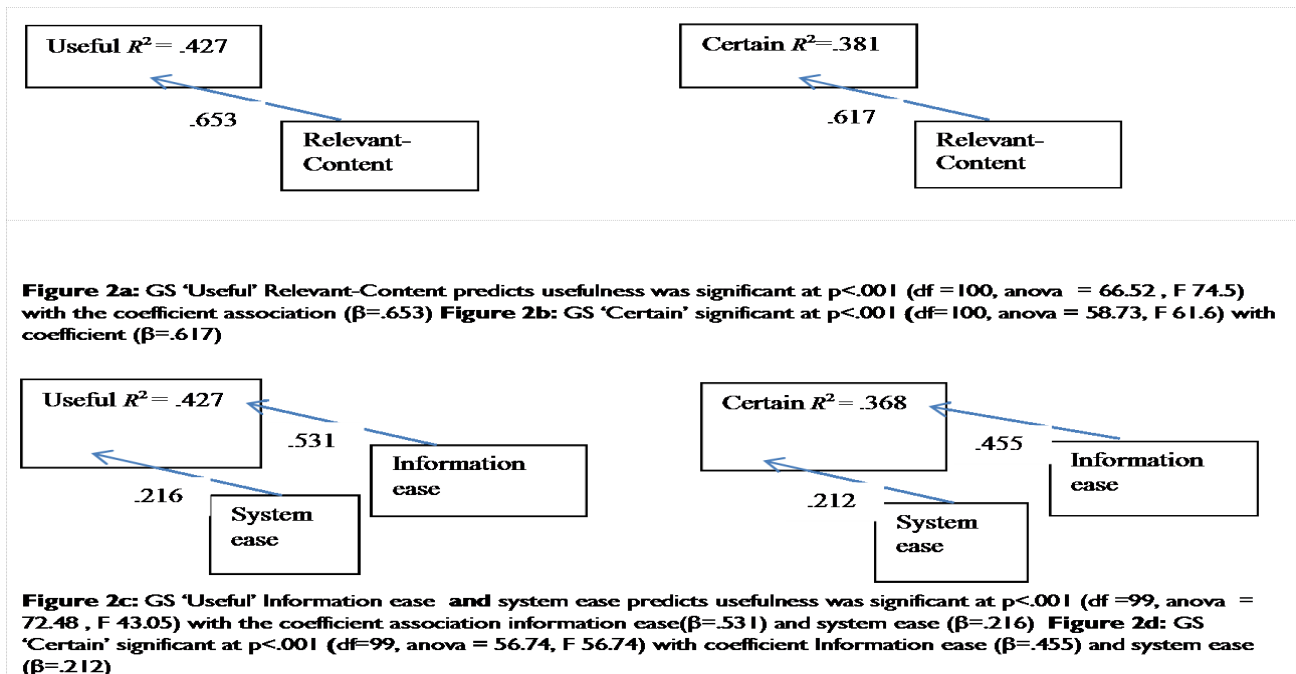 Useful R² = .427
Certain R²=.381
.653
.617
Relevant-
Content
Relevant-
Content
Figure 2a: GS ‘Useful’ Relevant-Content predicts usefulness was significant at p<.001 (df =100, anova = 66.52 , F 74.5)
with the coefficient association (β=.653) Figure 2b: GS ‘Certain’ significant at p<.001 (df=100, anova = 58.73, F 61.6) with
coefficient (β=.617)
Useful R² = .427
Certain R² = .368
.531
.455
Information
ease
Information
ease
.216
.212
System
ease
System
ease
Figure 2c: GS ‘Useful’ Information ease and system ease predicts usefulness was significant at p<.001 (df =99, anova =
72.48 , F 43.05) with the coefficient association information ease(β=.531) and system ease (β=.216) Figure 2d: GS
‘Certain’ significant at p<.001 (df=99, anova = 56.74, F 56.74) with coefficient Information ease (β=.455) and system ease
(β=.212)